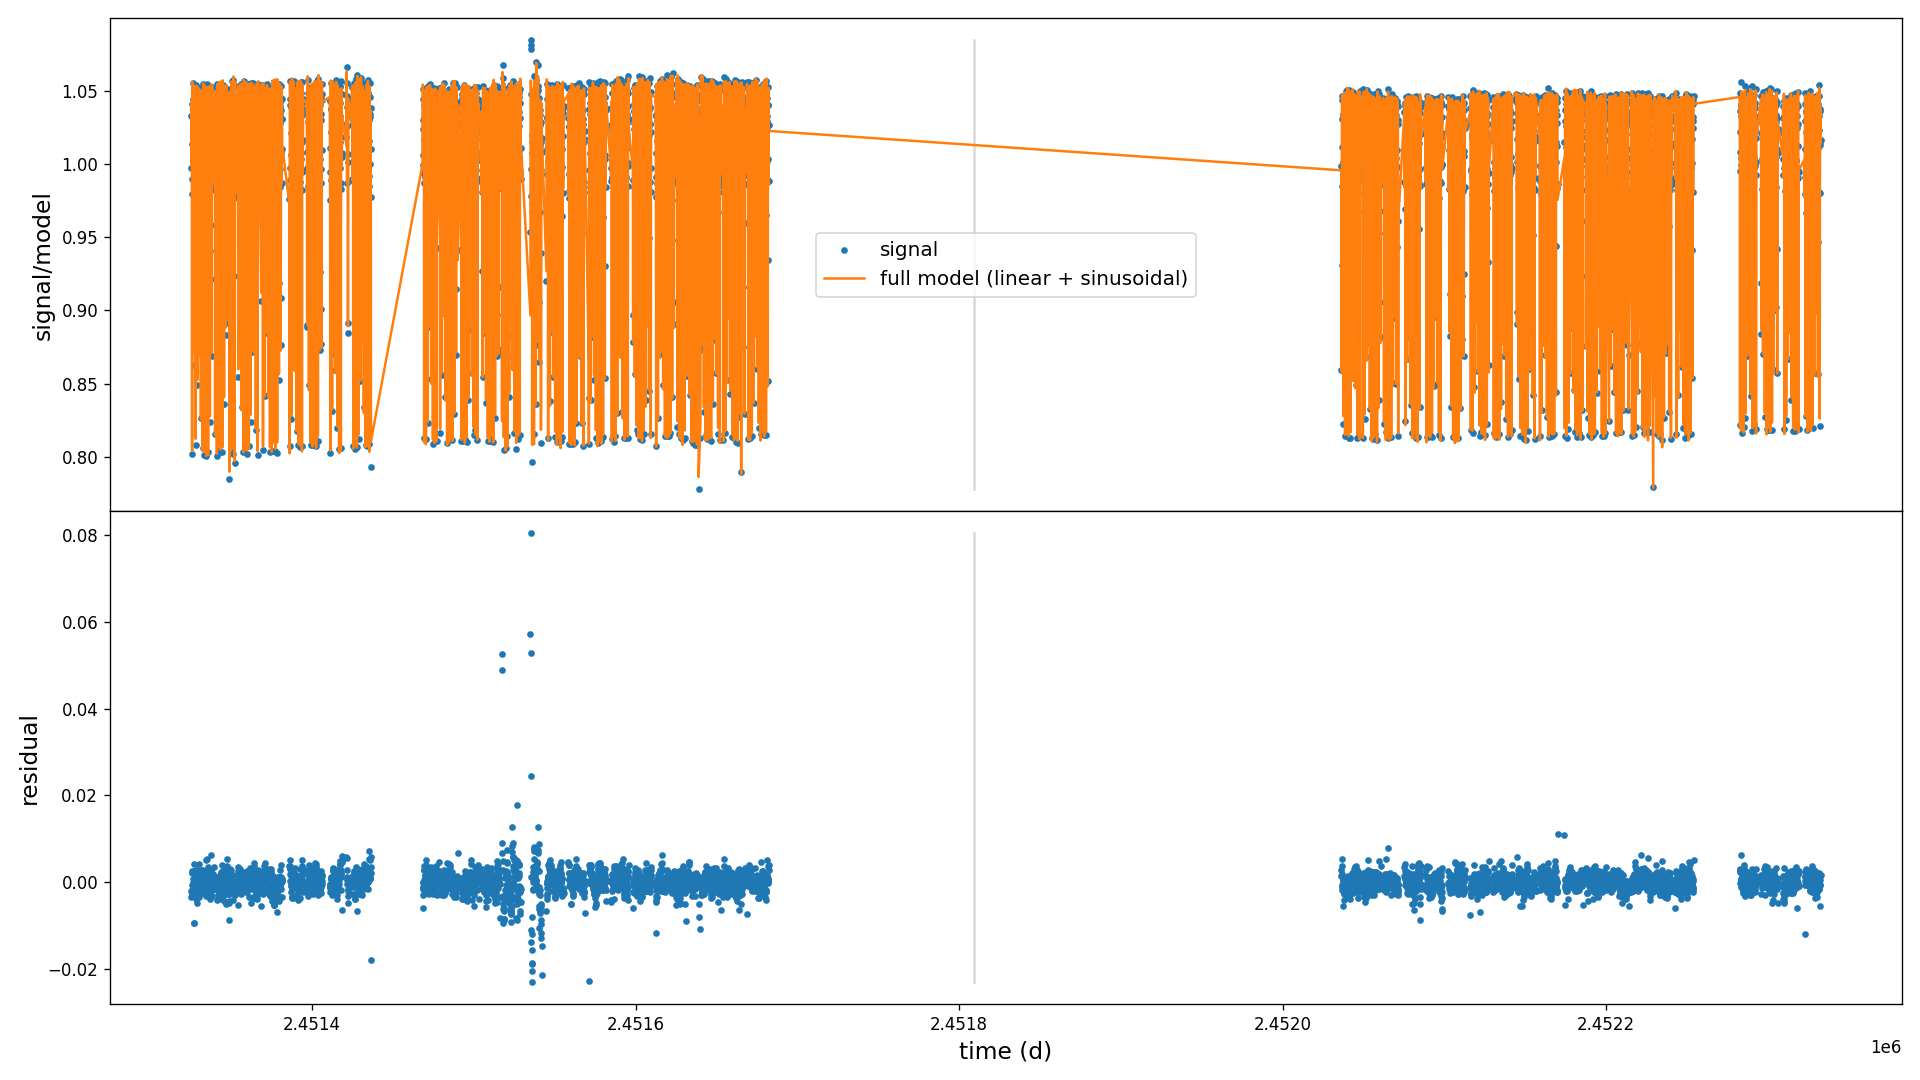 signal/model
1.05
1.00
0.95
0.90
0.85
0.80
signal
full model (linear + sinusoidal)
residual
0.08
0.06
0.04
0.02
0.00
−0.02
2.4514
2.4516
2.4518
2.4520
2.4522
time (d)
1e6